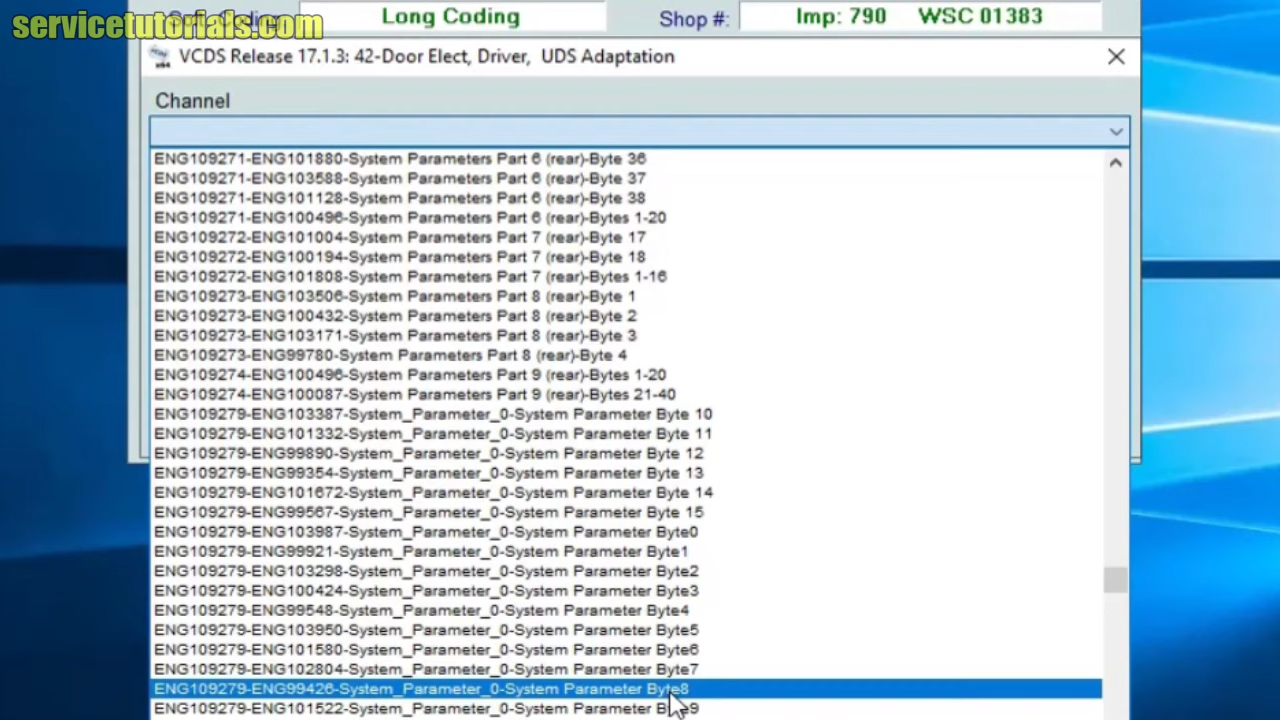 servicetutorials.com
Long Coding
Shop #:
Imp: 790 WSC 01383
VCDS Release 17.1.3: 42-Door Elect, Driver, UDS Adaptation
Channel
ENG109271-ENG101880-System Parameters Part 6 (rear)-Byte 36
ENG109271-ENG103588-System Parameters Part 6 (rear)-Byte 37
ENG109271-ENG101128-System Parameters Part 6 (rear)-Byte 38
ENG109271-ENG100496-System Parameters Part 6 (rear)-Bytes 1-20
ENG109272-ENG101004-System Parameters Part 7 (rear)-Byte 17
ENG109272-ENG100194-System Parameters Part 7 (rear)-Byte 18
ENG109272-ENG101808-System Parameters Part 7 (rear)-Bytes 1-16
ENG109273-ENG103506-System Parameters Part 8 (rear)-Byte 1
ENG109273-ENG100432-System Parameters Part 8 (rear)-Byte 2
ENG109273-ENG103171-System Parameters Part 8 (rear)-Byte 3
ENG109273-ENG99780-System Parameters Part 8 (rear)-Byte 4
ENG109274-ENG100496-System Parameters Part 9 (rear)-Bytes 1-20
ENG109274-ENG100087-System Parameters Part 9 (rear)-Bytes 21-40
ENG109279-ENG103387-System_Parameter_0-System Parameter Byte 10
ENG109279-ENG101332-System_Parameter_0-System Parameter Byte 11
ENG109279-ENG99890-System_Parameter_0-System Parameter Byte 12
ENG109279-ENG99354-System_Parameter_0-System Parameter Byte 13
ENG109279-ENG101672-System_Parameter_0-System Parameter Byte 14
ENG109279-ENG99567-System_Parameter_0-System Parameter Byte 15
ENG109279-ENG103987-System_Parameter_0-System Parameter Byte0
ENG109279-ENG99921-System_Parameter_0-System Parameter Byte1
ENG109279-ENG103298-System_Parameter_0-System Parameter Byte2
ENG109279-ENG100424-System_Parameter_0-System Parameter Byte3
ENG109279-ENG99548-System_Parameter_0-System Parameter Byte4
ENG109279-ENG103950-System_Parameter_0-System Parameter Byte5
ENG109279-ENG101580-System_Parameter_0-System Parameter Byte6
ENG109279-ENG102804-System_Parameter_0-System Parameter Byte7
ENG109279-ENG99426-System_Parameter_0-System Parameter Byte8
ENG109279-ENG101522-System_Parameter_0-System Parameter Byte9